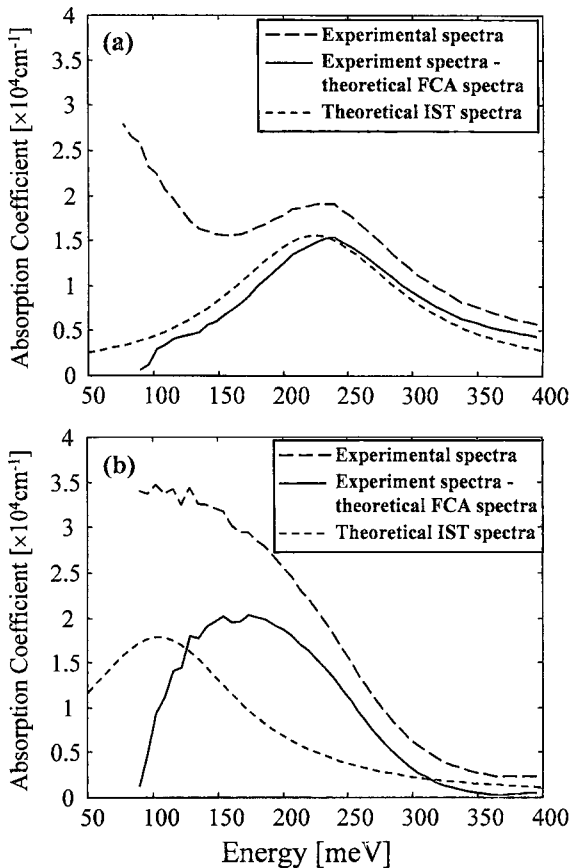 (a)
Experimental spectra
Experiment spectra -
theoretical FCA spectra
Theoretical IST spectra
Absorption Coefficient [×10⁴cm⁻¹]
4
3.5
3
2.5
2
1.5
1
0.5
0
50 100 150 200 250 300 350 400
(b)
Experimental spectra
Experiment spectra -
theoretical FCA spectra
Theoretical IST spectra
Absorption Coefficient [×10⁴cm⁻¹]
4
3.5
3
2.5
2
1.5
1
0.5
0
50 100 150 200 250 300 350 400
Energy [meV]